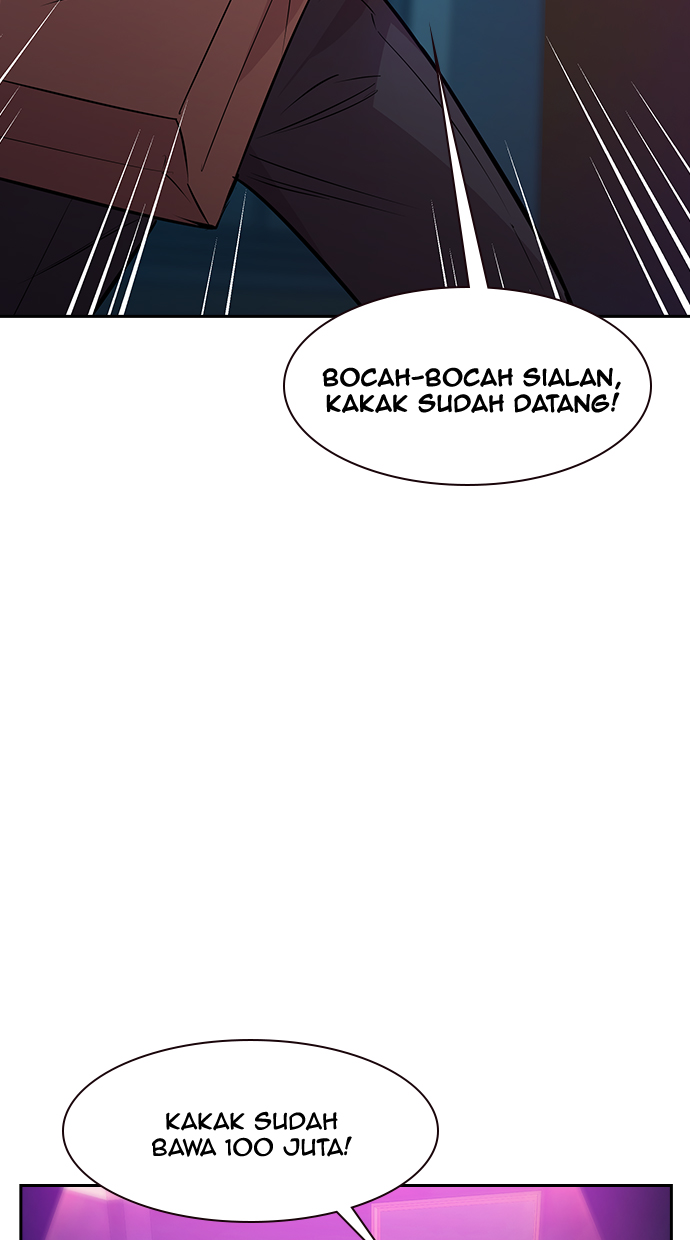 BOCAH-BOCAH SIALAN,
KAKAK SUDAH DATANG!
KAKAK SUDAH
BAWA 100 JUTA!